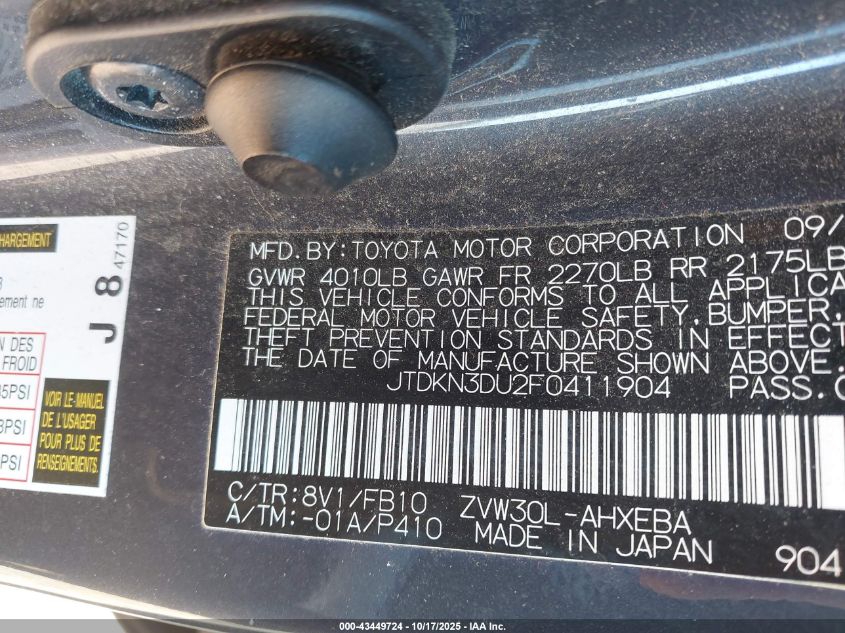 CHARGEMENT
ement ne
N DES
FROID
35PSI
PSI
PSI
VOIR LE MANUEL
DE L'USAGER
POUR PLUS DE
RENSEIGNEMENTS.
J 8 47170
MFD. BY: TOYOTA MOTOR CORPORATION 09/
GVWR 4010LB GAWR FR 2270LB RR 2175LB
THIS VEHICLE CONFORMS TO ALL APPLICA
FEDERAL MOTOR VEHICLE SAFETY, BUMPER,
THEFT PREVENTION STANDARDS IN EFFECT
THE DATE OF MANUFACTURE SHOWN ABOVE.
JTDKN3DU2F0411904 PASS.C
C/TR:8V1/FB10 ZVW30L-AHXEBA
A/TM:-01A/P410 MADE IN JAPAN 904
000-43449724 - 10/17/2025 - IAA Inc.